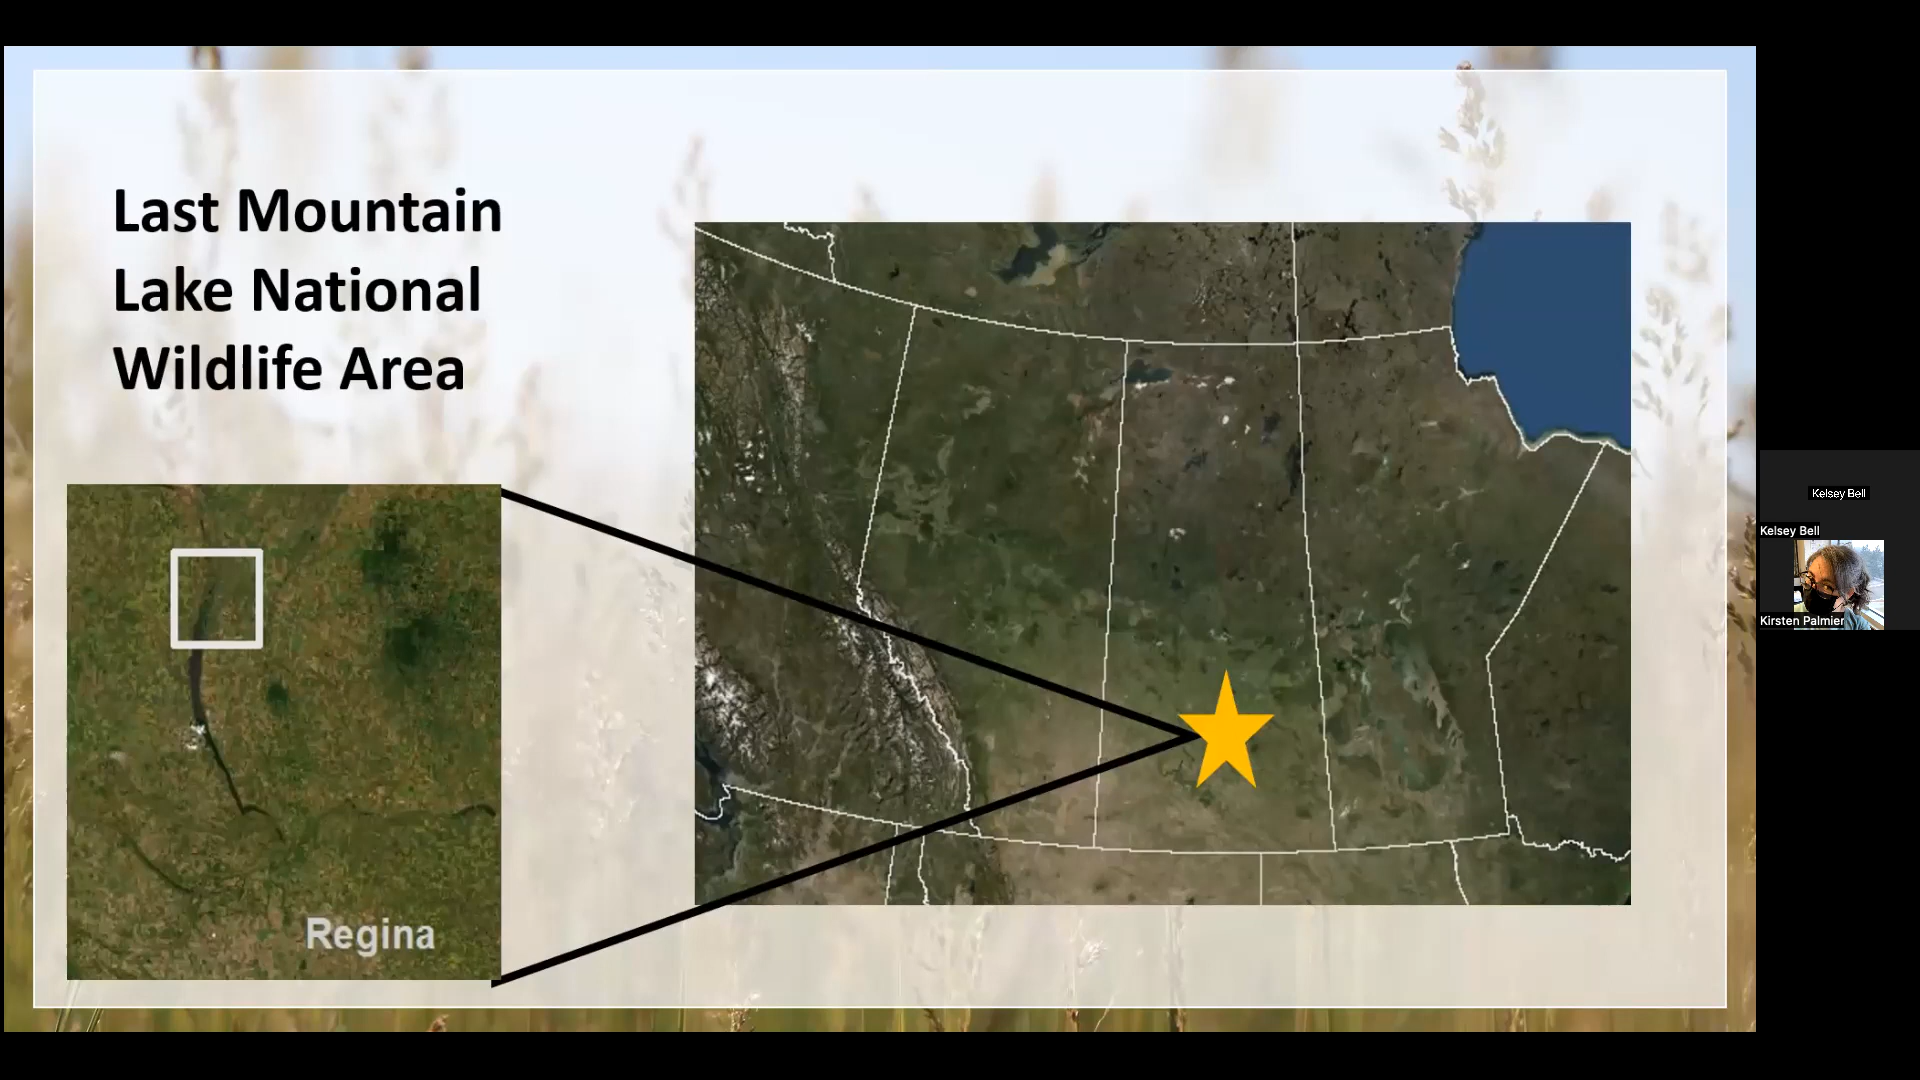 Last Mountain
Lake National
Wildlife Area
Regina
Kelsey Bell
Kelsey Bell
Kirsten Palmier